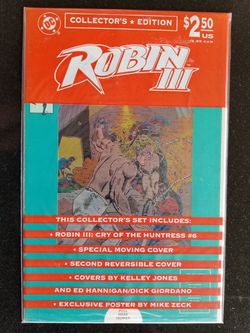 DC
COLLECTOR'S ★ EDITION
$2.50
US
ROBIN
III
THIS COLLECTOR'S SET INCLUDES:
• ROBIN III: CRY OF THE HUNTRESS #6
• SPECIAL MOVING COVER
• SECOND REVERSIBLE COVER
• COVERS BY KELLEY JONES
AND ED HANNIGAN/DICK GIORDANO
• EXCLUSIVE POSTER BY MIKE ZECK